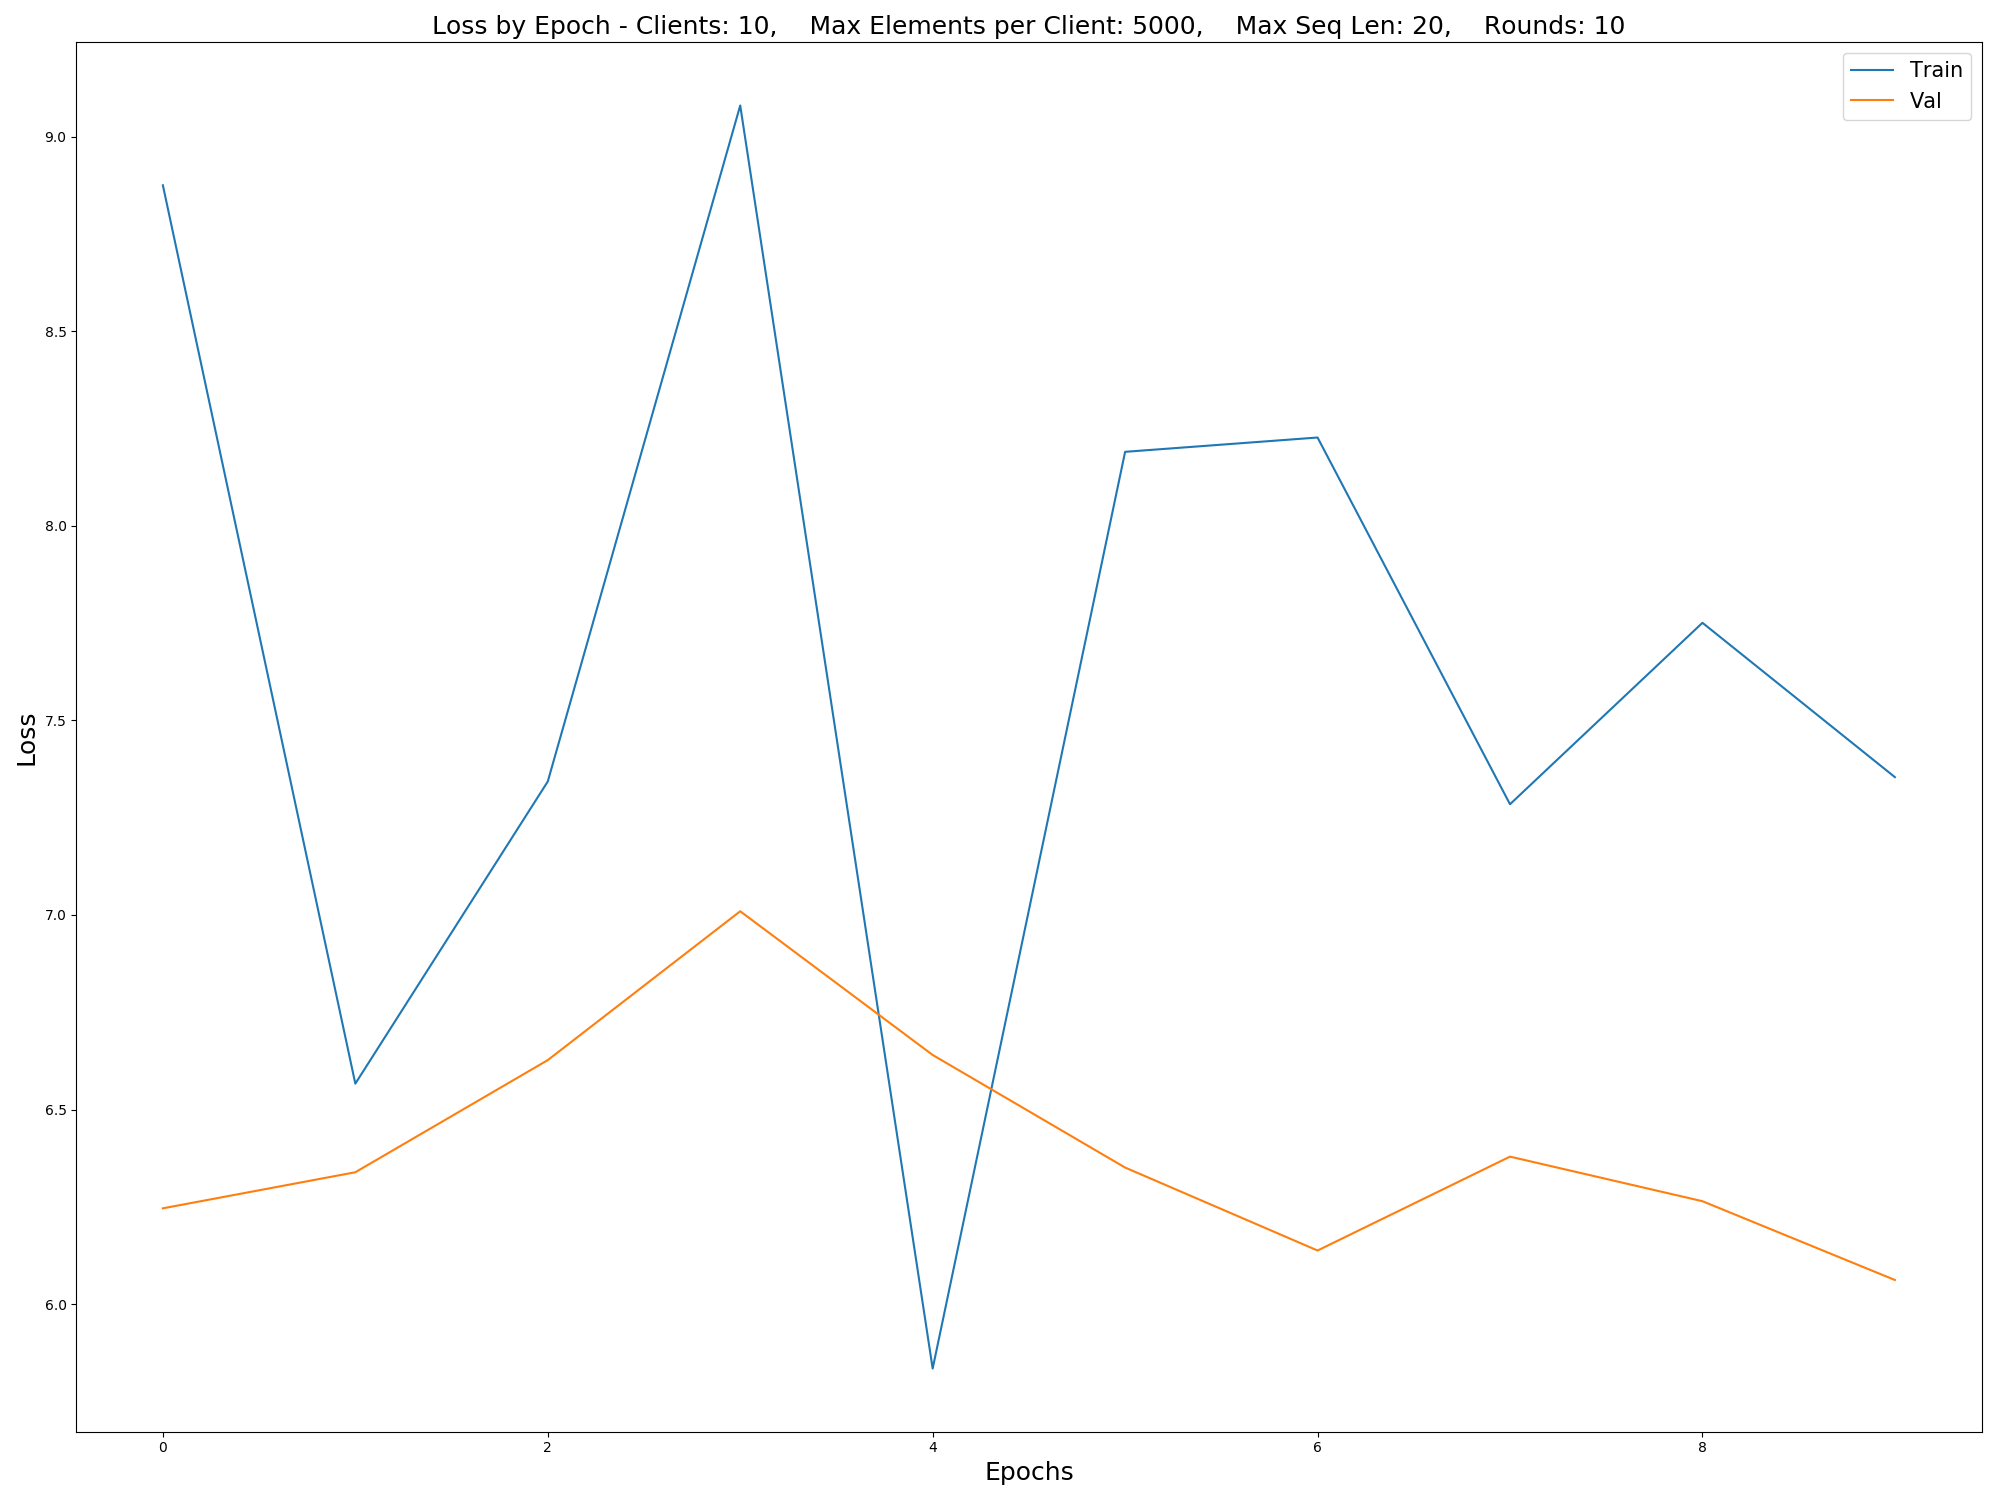 Loss by Epoch - Clients: 10,    Max Elements per Client: 5000,    Max Seq Len: 20,    Rounds: 10
Train
Val
9.0
8.5
8.0
7.5
7.0
6.5
6.0
Loss
0 2 4 6 8
Epochs